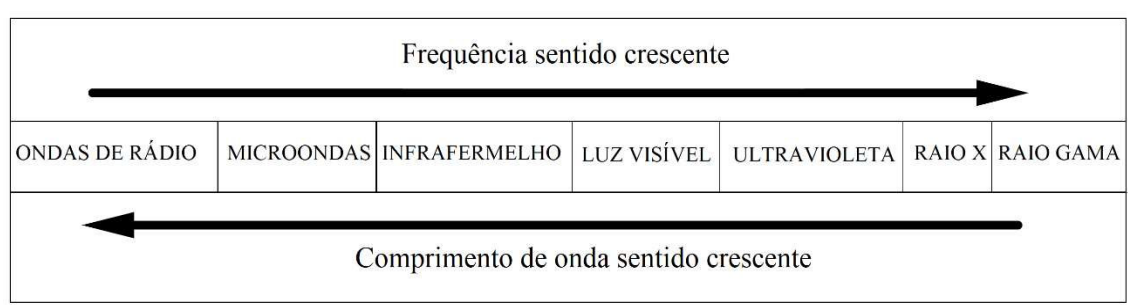 Frequência sentido crescente
ONDAS DE RÁDIO MICROONDAS INFRAFERMELHO LUZ VISÍVEL ULTRAVIOLETA RAIO X RAIO GAMA
Comprimento de onda sentido crescente